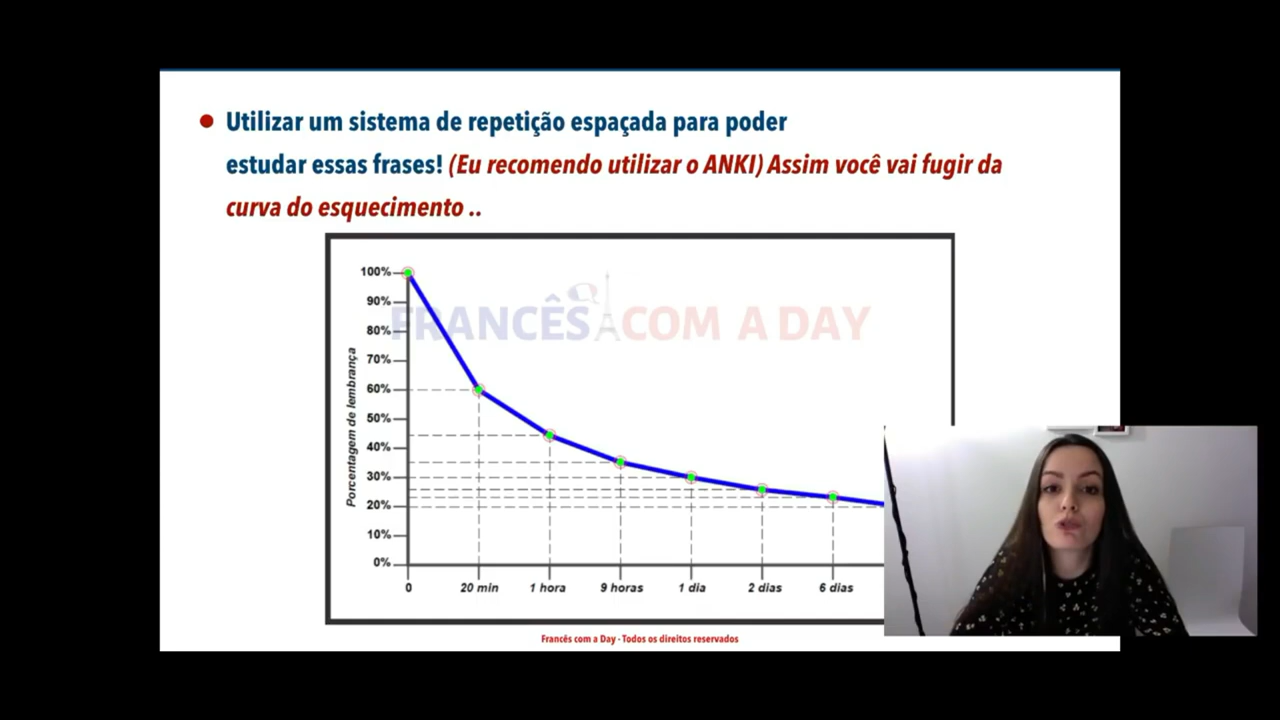 Utilizar um sistema de repetição espaçada para poder
estudar essas frases! (Eu recomendo utilizar o ANKI) Assim você vai fugir da
curva do esquecimento ..
FRANCÊS COM A DAY
Porcentagem de lembrança
100%
90%
80%
70%
60%
50%
40%
30%
20%
10%
0%
0 20 min 1 hora 9 horas 1 dia 2 dias 6 dias
Francês com a Day - Todos os direitos reservados